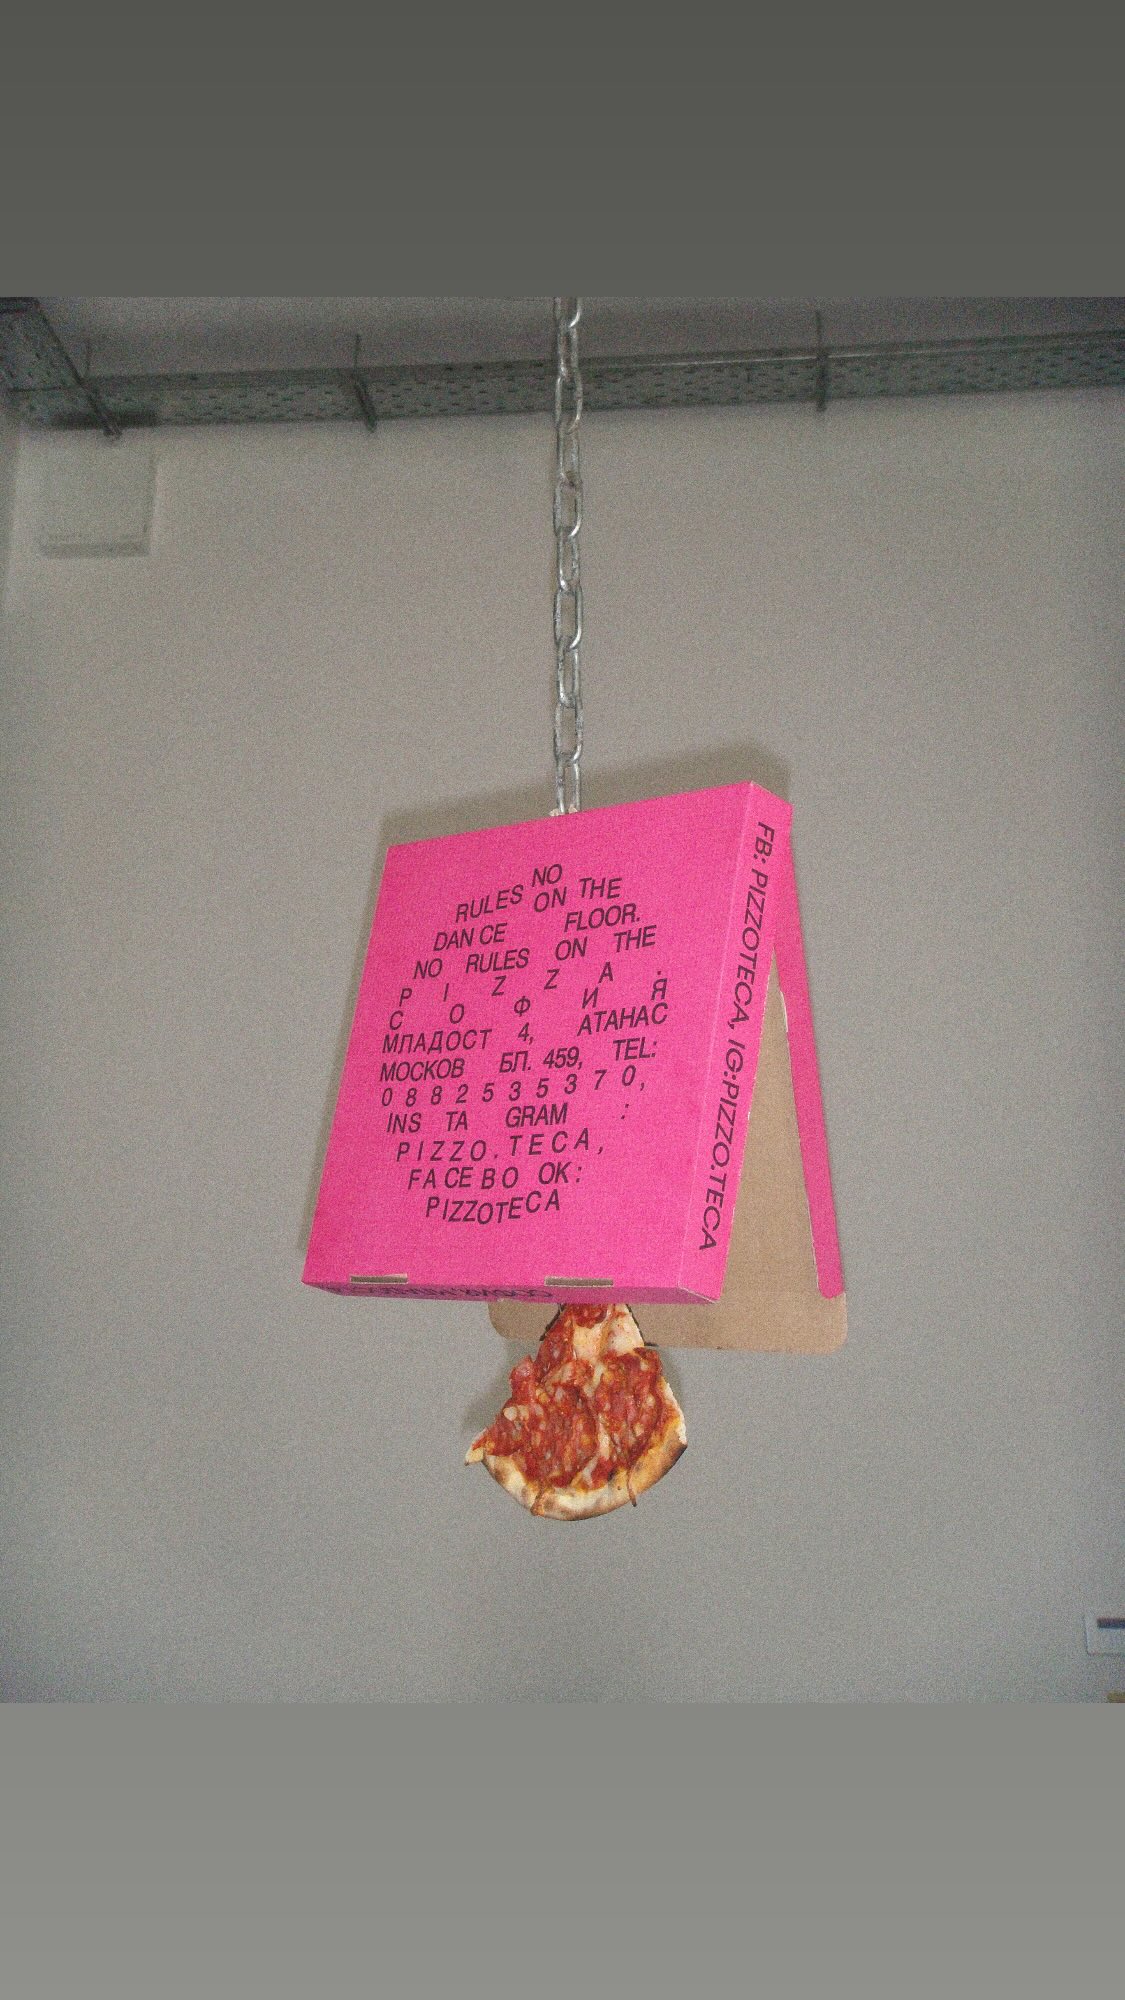 NO
RULES ON THE
DAN CE FLOOR.
NO RULES ON THE
P I Z Z A .
С О Ф И Я
МЛАДОСТ 4, АТАНАС
МОСКОВ БЛ. 459, TEL:
0 8 8 2 5 3 5 3 7 0,
INS TA GRAM :
PIZZO.TECA,
FA CE BO OK:
PIZZOTECA
FB: PIZZOTECA, IG:PIZZO.TECA